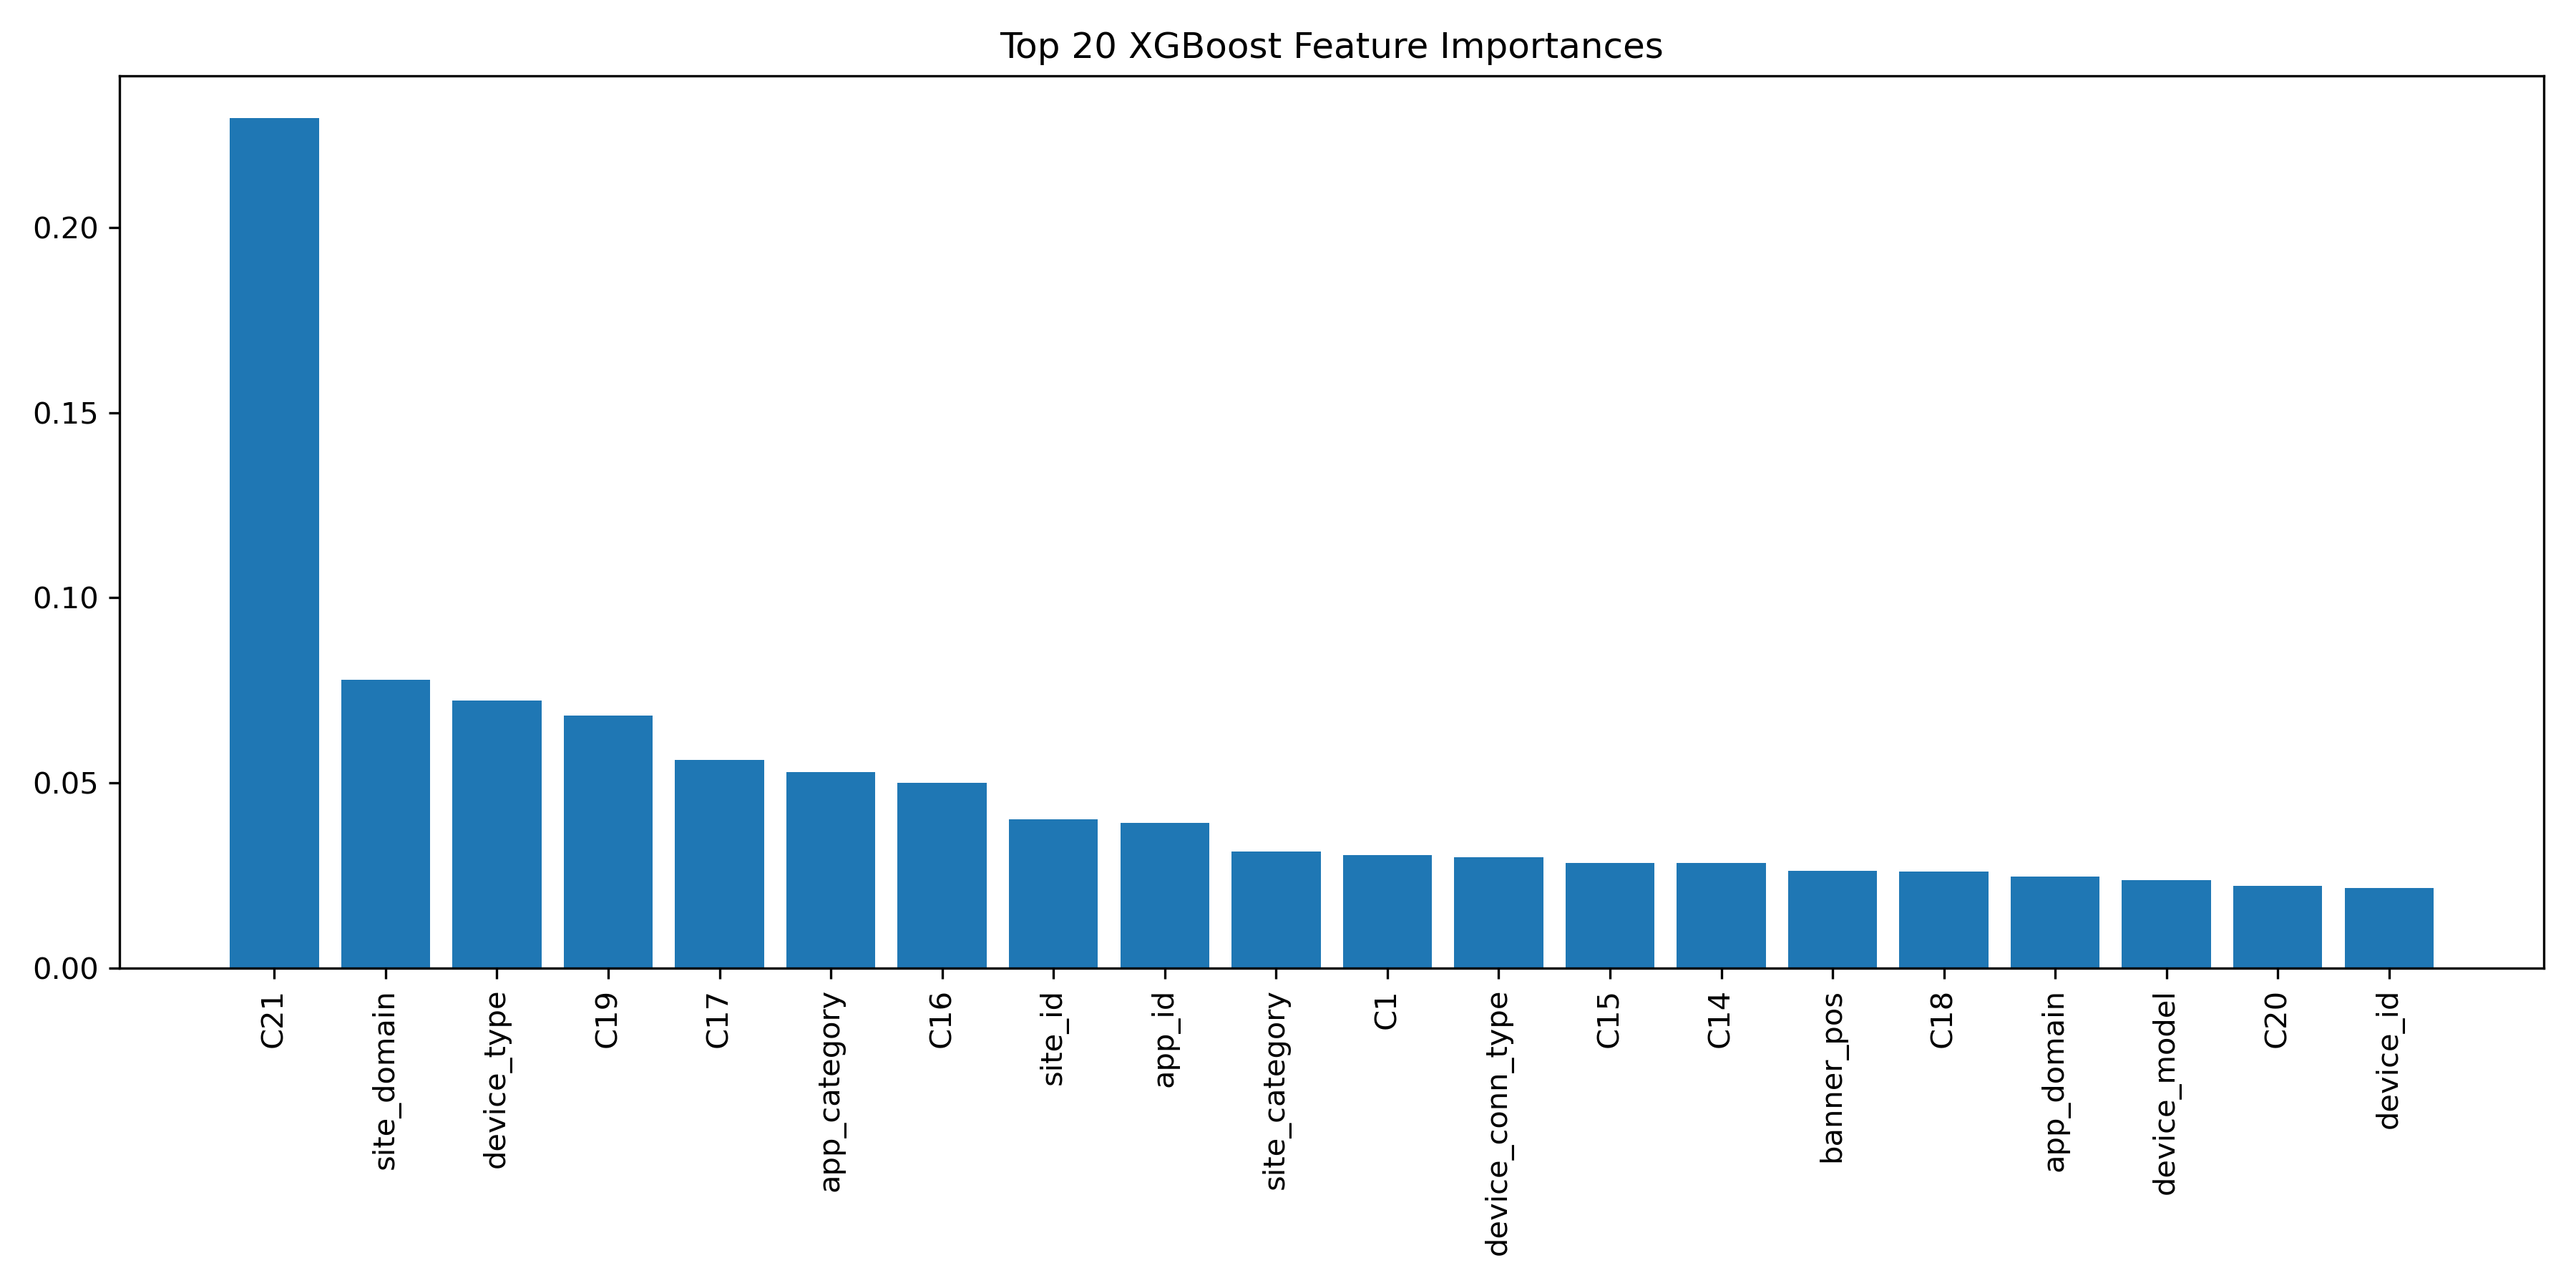 Top 20 XGBoost Feature Importances
0.20
0.15
0.10
0.05
0.00
C21
site_domain
device_type
C19
C17
app_category
C16
site_id
app_id
site_category
C1
device_conn_type
C15
C14
banner_pos
C18
app_domain
device_model
C20
device_id